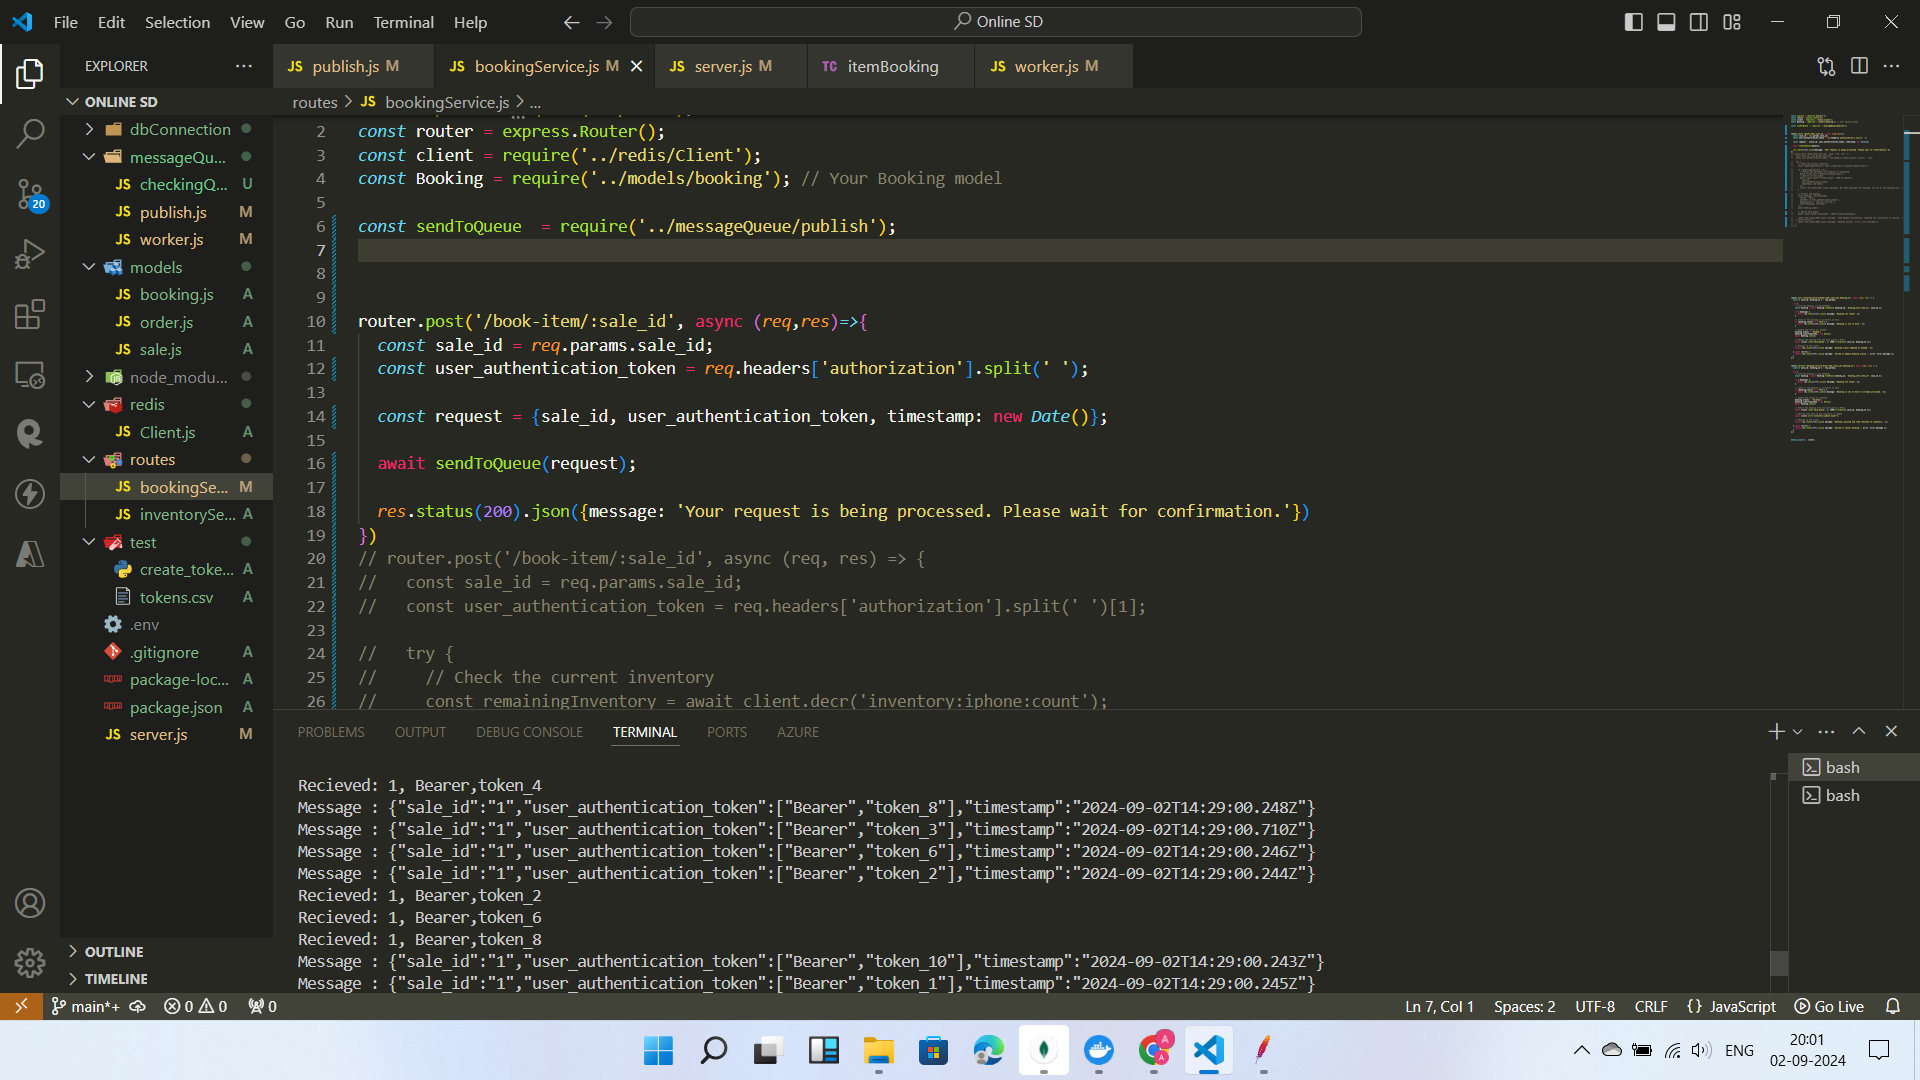 File Edit Selection View Go Run Terminal Help
Online SD
EXPLORER
publish.js M
bookingService.js M
server.js M
TC itemBooking
JS worker.js M
routes > JS bookingService.js > ...
ONLINE SD
dbConnection
messageQu...
JS checkingQ... U
JS publish.js M
JS worker.js M
models
JS booking.js A
JS order.js A
JS sale.js A
node_modu...
redis
JS Client.js A
routes
JS bookingSe... M
JS inventorySe... A
test
create_toke... A
tokens.csv A
.env
.gitignore A
package-loc... A
package.json A
JS server.js M
OUTLINE
TIMELINE
20
2 const router = express.Router();
3 const client = require('../redis/Client');
4 const Booking = require('../models/booking'); // Your Booking model
5
6 const sendToQueue  = require('../messageQueue/publish');
7
8
9
10 router.post('/book-item/:sale_id', async (req,res)=>{
11 const sale_id = req.params.sale_id;
12 const user_authentication_token = req.headers['authorization'].split(' ');
13
14 const request = {sale_id, user_authentication_token, timestamp: new Date()};
15
16 await sendToQueue(request);
17
18 res.status(200).json({message: 'Your request is being processed. Please wait for confirmation.'})
19 })
20 // router.post('/book-item/:sale_id', async (req, res) => {
21 //   const sale_id = req.params.sale_id;
22 //   const user_authentication_token = req.headers['authorization'].split(' ')[1];
23
24 //   try {
25 //     // Check the current inventory
26 //     const remainingInventory = await client.decr('inventory:iphone:count');
PROBLEMS OUTPUT DEBUG CONSOLE TERMINAL PORTS AZURE
Recieved: 1, Bearer,token_4
Message : {"sale_id":"1","user_authentication_token":["Bearer","token_8"],"timestamp":"2024-09-02T14:29:00.248Z"}
Message : {"sale_id":"1","user_authentication_token":["Bearer","token_3"],"timestamp":"2024-09-02T14:29:00.710Z"}
Message : {"sale_id":"1","user_authentication_token":["Bearer","token_6"],"timestamp":"2024-09-02T14:29:00.246Z"}
Message : {"sale_id":"1","user_authentication_token":["Bearer","token_2"],"timestamp":"2024-09-02T14:29:00.244Z"}
Recieved: 1, Bearer,token_2
Recieved: 1, Bearer,token_6
Recieved: 1, Bearer,token_8
Message : {"sale_id":"1","user_authentication_token":["Bearer","token_10"],"timestamp":"2024-09-02T14:29:00.243Z"}
Message : {"sale_id":"1","user_authentication_token":["Bearer","token_1"],"timestamp":"2024-09-02T14:29:00.245Z"}
bash
bash
main*+ 0 0 0
Ln 7, Col 1 Spaces: 2 UTF-8 CRLF {} JavaScript Go Live
ENG
20:01
02-09-2024